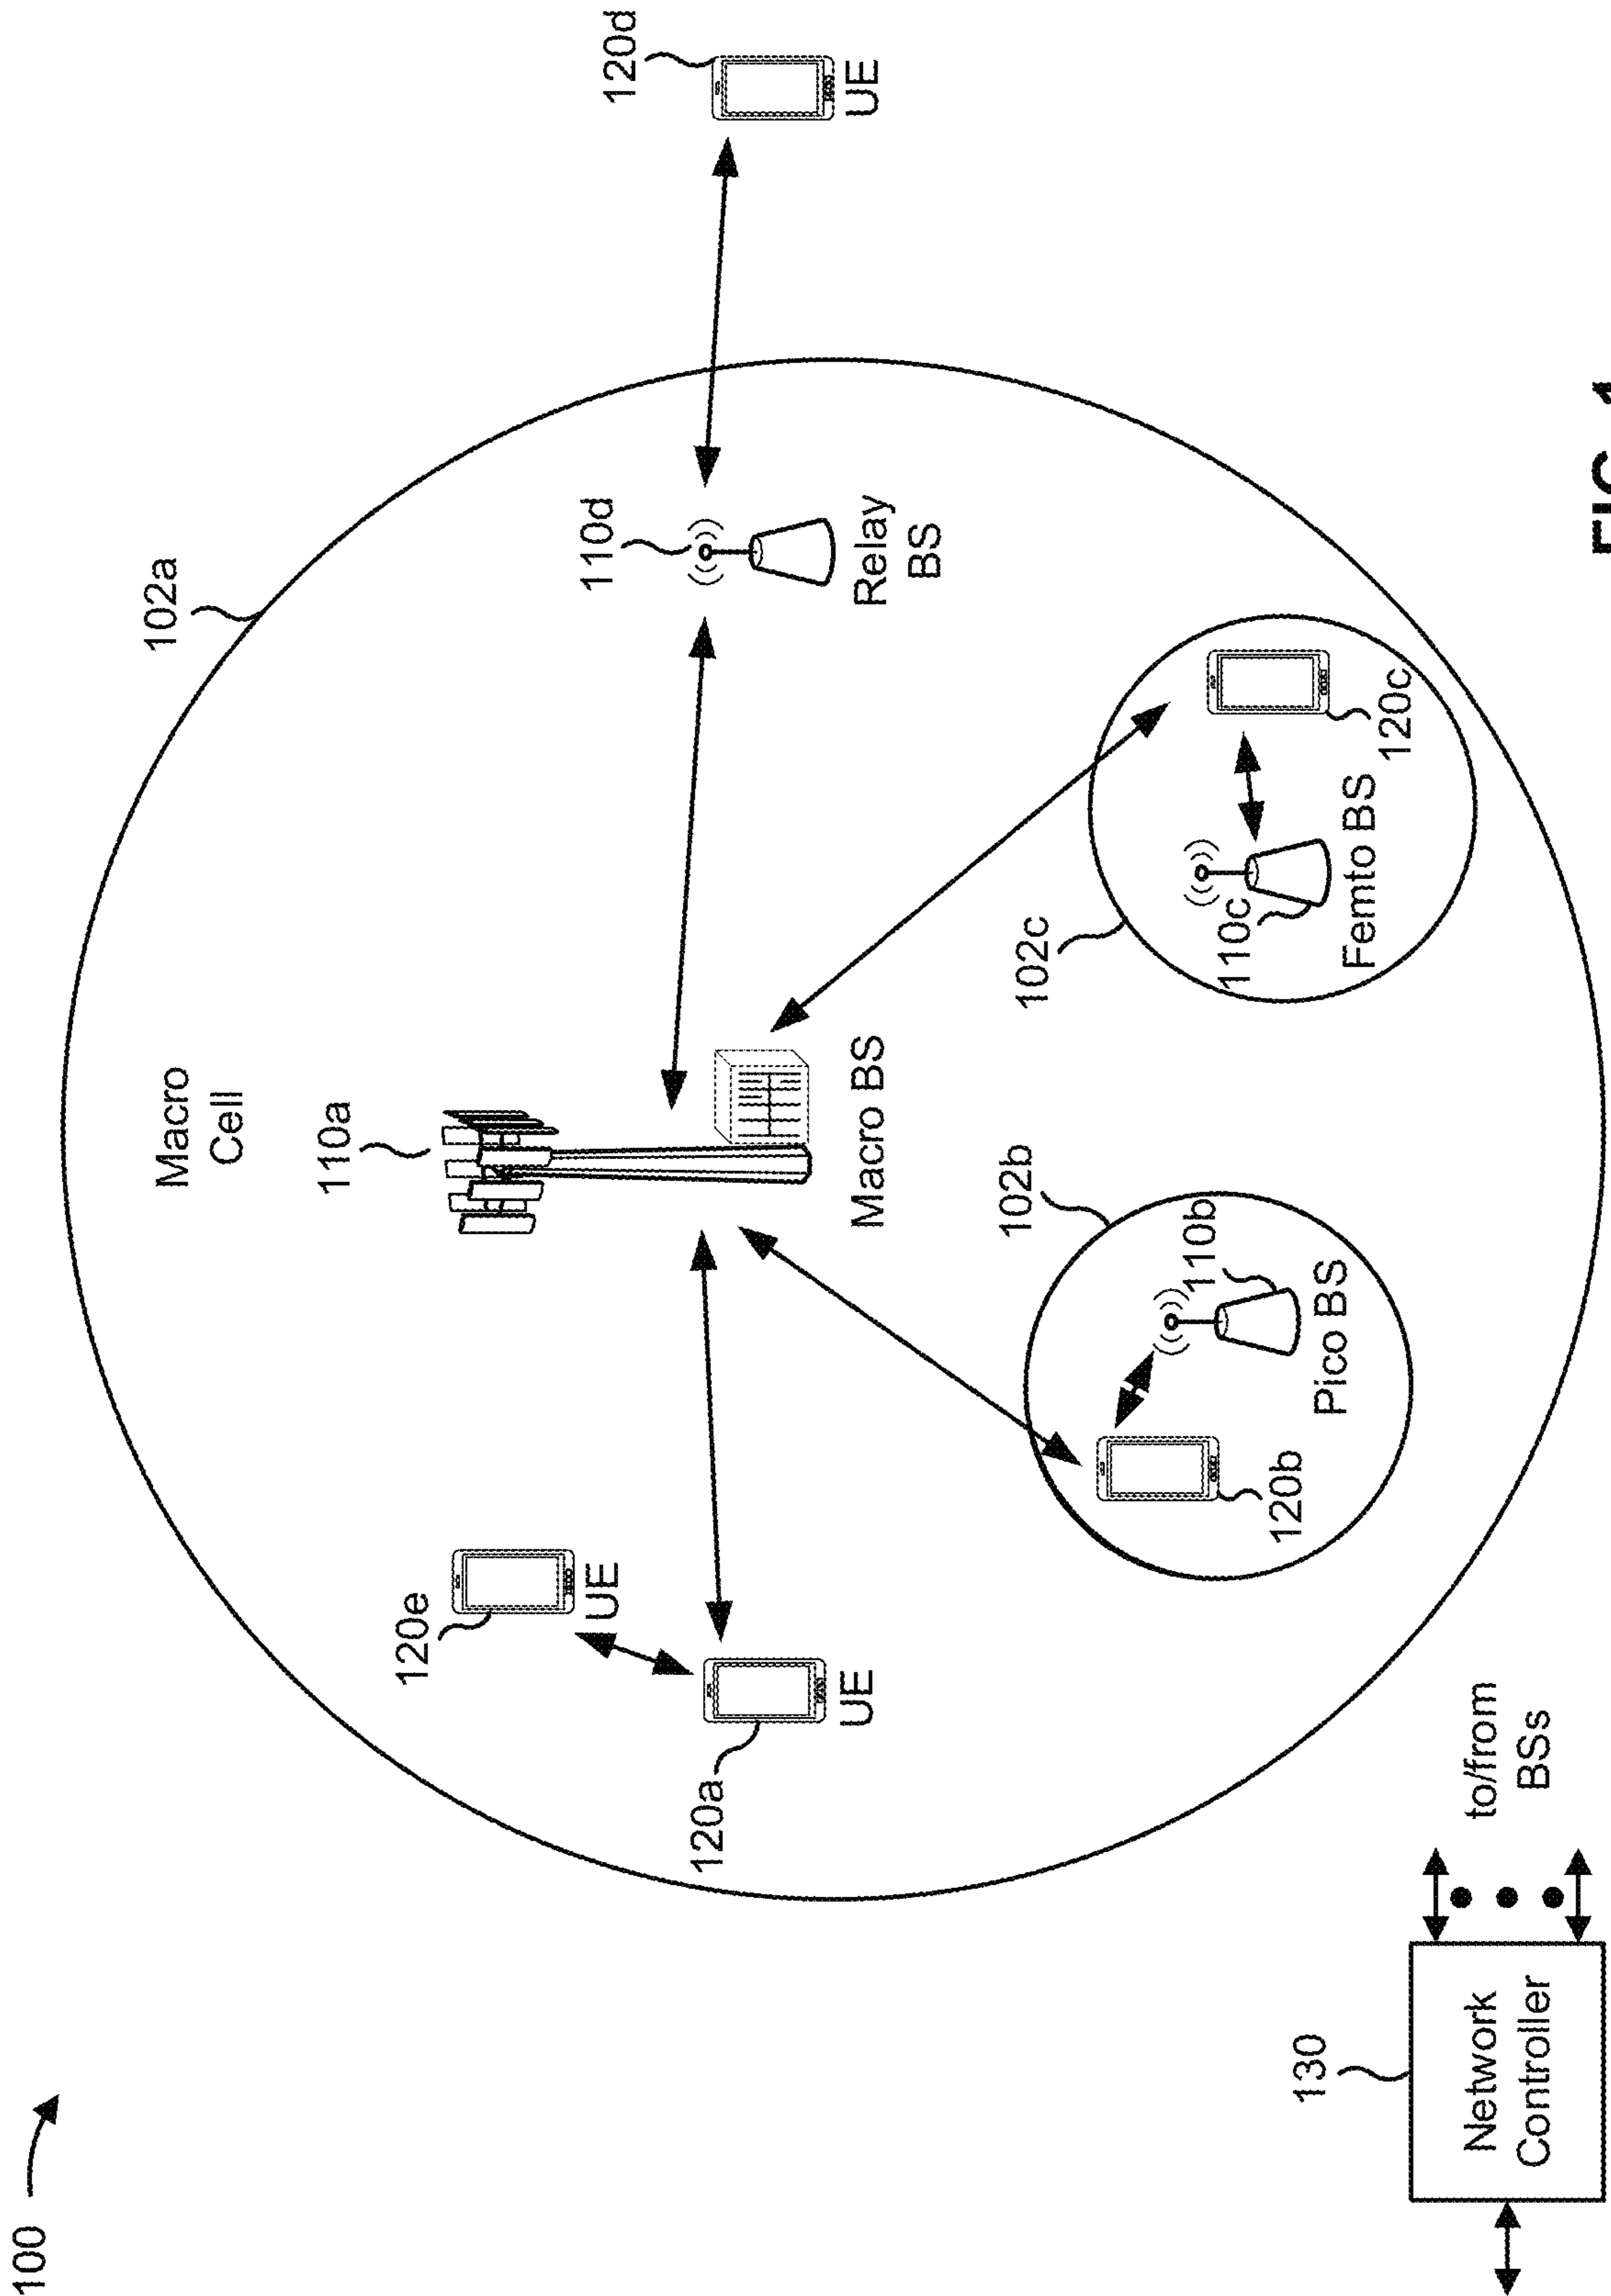 100
102a
Macro
Cell
110a
120d
UE
110d
Relay
BS
120e
UE
120a
UE
Macro BS
102b
110b
Pico BS
120b
102c
110c
Femto BS
120c
130
Network
Controller
to/from
BSs